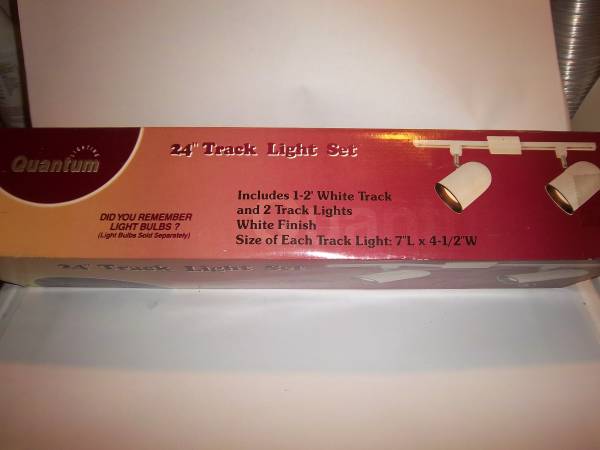 Quantum
LIGHTING
24" Track Light Set
Includes 1-2' White Track
and 2 Track Lights
White Finish
Size of Each Track Light: 7"L x 4-1/2"W
DID YOU REMEMBER
LIGHT BULBS ?
(Light Bulbs Sold Separately)
24" Track Light Set